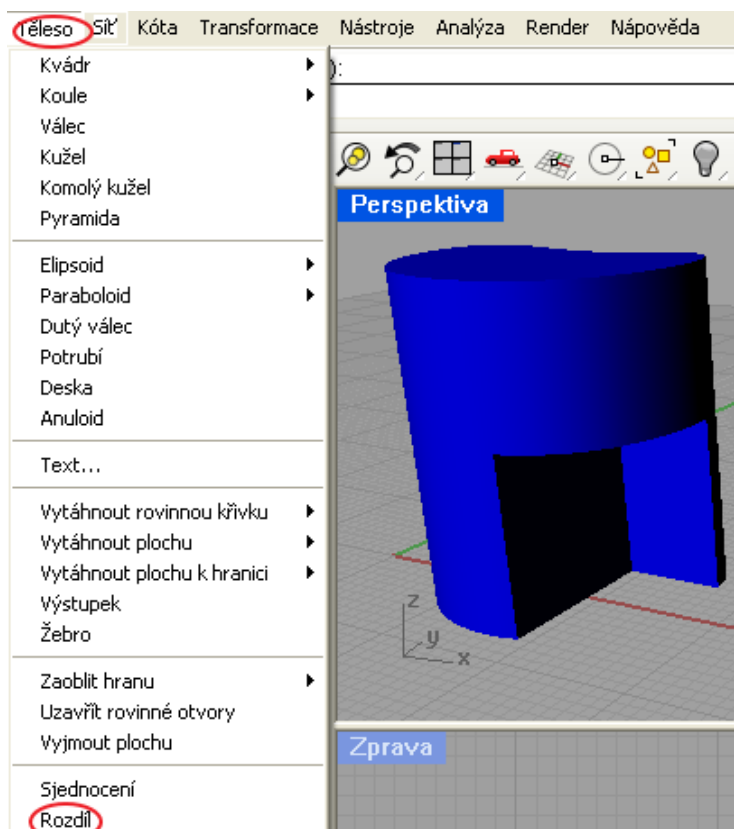 Těleso Síť Kóta Transformace Nástroje Analýza Render Nápověda
):
Kvádr
Koule
Válec
Kužel
Komolý kužel
Pyramida
Perspektiva
Elipsoid
Paraboloid
Dutý válec
Potrubí
Deska
Anuloid
Text...
Vytáhnout rovinnou křivku
Vytáhnout plochu
Vytáhnout plochu k hranici
Výstupek
Žebro
z
y
x
Zaoblit hranu
Uzavřít rovinné otvory
Vyjmout plochu
Zprava
Sjednocení
Rozdíl